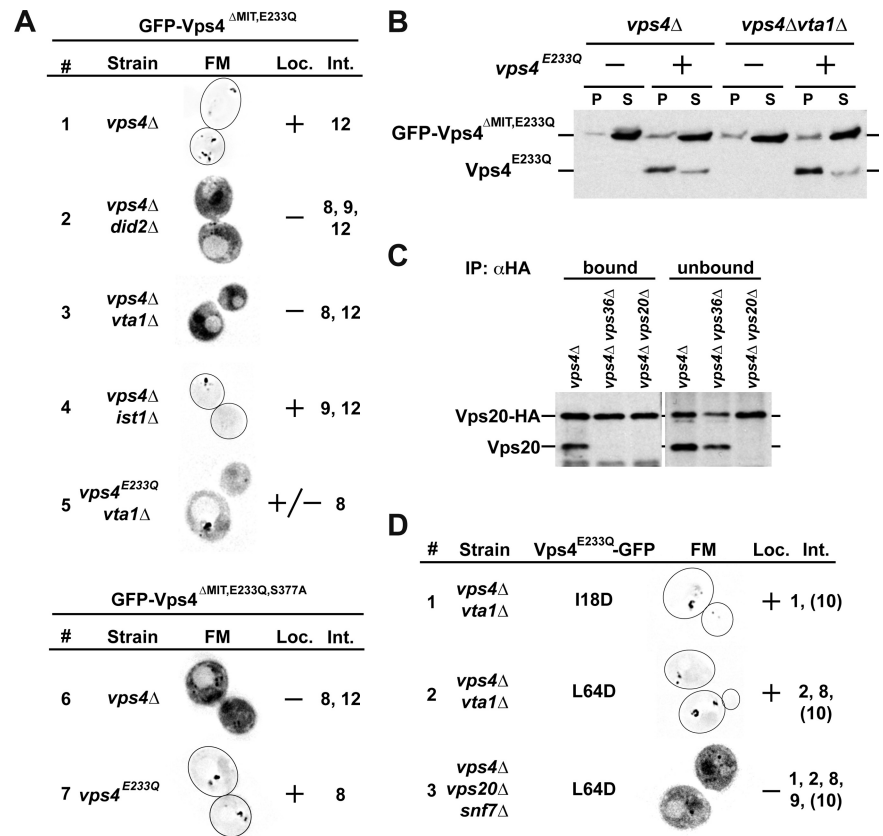 A
GFP-Vps4 ΔMIT,E233Q
# Strain FM Loc. Int.
1 vps4Δ + 12
2 vps4Δ did2Δ − 8, 9, 12
3 vps4Δ vta1Δ − 8, 12
4 vps4Δ ist1Δ + 9, 12
5 vps4E233Q vta1Δ +/− 8
GFP-Vps4 ΔMIT,E233Q,S377A
# Strain FM Loc. Int.
6 vps4Δ − 8, 12
7 vps4E233Q + 8
B
vps4Δ vps4Δvta1Δ
vps4E233Q − + − +
P S P S P S P S
GFP-Vps4ΔMIT,E233Q
Vps4E233Q
C
IP: αHA bound unbound
vps4Δ vps4Δ vps36Δ vps4Δ vps20Δ vps4Δ vps4Δ vps36Δ vps4Δ vps20Δ
Vps20-HA
Vps20
D
# Strain Vps4E233Q-GFP FM Loc. Int.
1 vps4Δ vta1Δ I18D + 1, (10)
2 vps4Δ vta1Δ L64D + 2, 8, (10)
3 vps4Δ vps20Δ snf7Δ L64D − 1, 2, 8, 9, (10)